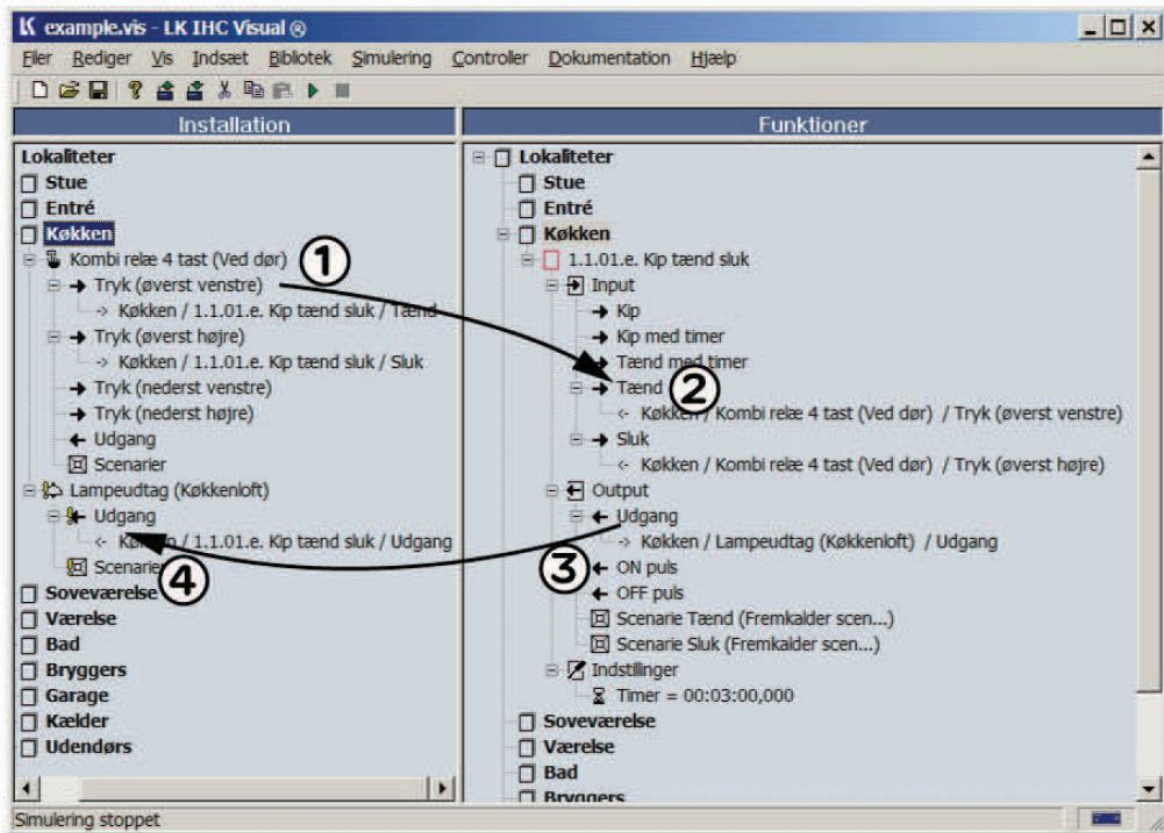 example.vis - LK IHC Visual ®
Filer Rediger Vis Indsæt Bibliotek Simulering Controller Dokumentation Hjælp
Installation
Lokaliteter
Stue
Entré
Køkken
Kombi relæ 4 tast (Ved dør)
1
Tryk (øverst venstre)
Køkken / 1.1.01.e. Kip tænd sluk / Tænd
Tryk (øverst højre)
Køkken / 1.1.01.e. Kip tænd sluk / Sluk
Tryk (nederst venstre)
Tryk (nederst højre)
Udgang
Scenarier
Lampeudtag (Køkkenloft)
Udgang
Køkken / 1.1.01.e. Kip tænd sluk / Udgang
Scenarier
4
Soveværelse
Værelse
Bad
Bryggers
Garage
Kælder
Udendørs
Funktioner
Lokaliteter
Stue
Entré
Køkken
1.1.01.e. Kip tænd sluk
Input
Kip
Kip med timer
Tænd med timer
Tænd
2
Køkken / Kombi relæ 4 tast (Ved dør) / Tryk (øverst venstre)
Sluk
Køkken / Kombi relæ 4 tast (Ved dør) / Tryk (øverst højre)
Output
Udgang
Køkken / Lampeudtag (Køkkenloft) / Udgang
3
ON puls
OFF puls
Scenarie Tænd (Fremkalder scen...)
Scenarie Sluk (Fremkalder scen...)
Indstillinger
Timer = 00:03:00,000
Soveværelse
Værelse
Bad
Bryggers
Simulering stoppet